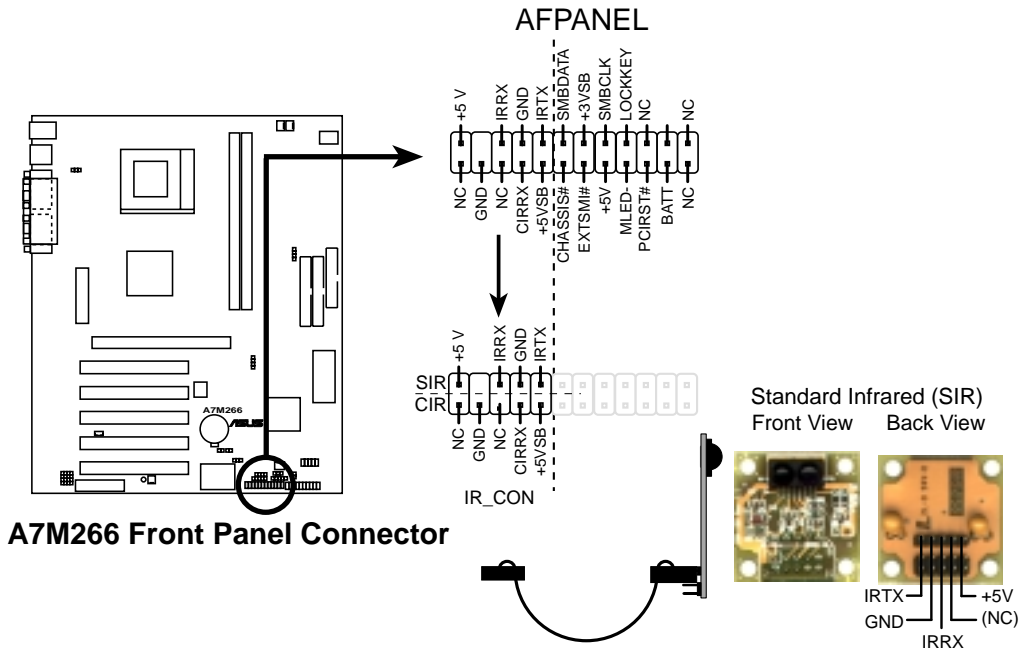 AFPANEL
+5 V
IRRX
GND
IRTX
SMBDATA
+3VSB
SMBCLK
LOCKKEY
NC
NC
NC
GND
NC
CIRRX
+5VSB
CHASSIS#
EXTSMI#
+5V
MLED-
PCIRST#
BATT
NC
+5 V
IRRX
GND
IRTX
SIR
CIR
NC
GND
NC
CIRRX
+5VSB
IR_CON
A7M266
ASUS
A7M266 Front Panel Connector
Standard Infrared (SIR)
Front View Back View
IRTX +5V
GND (NC)
IRRX